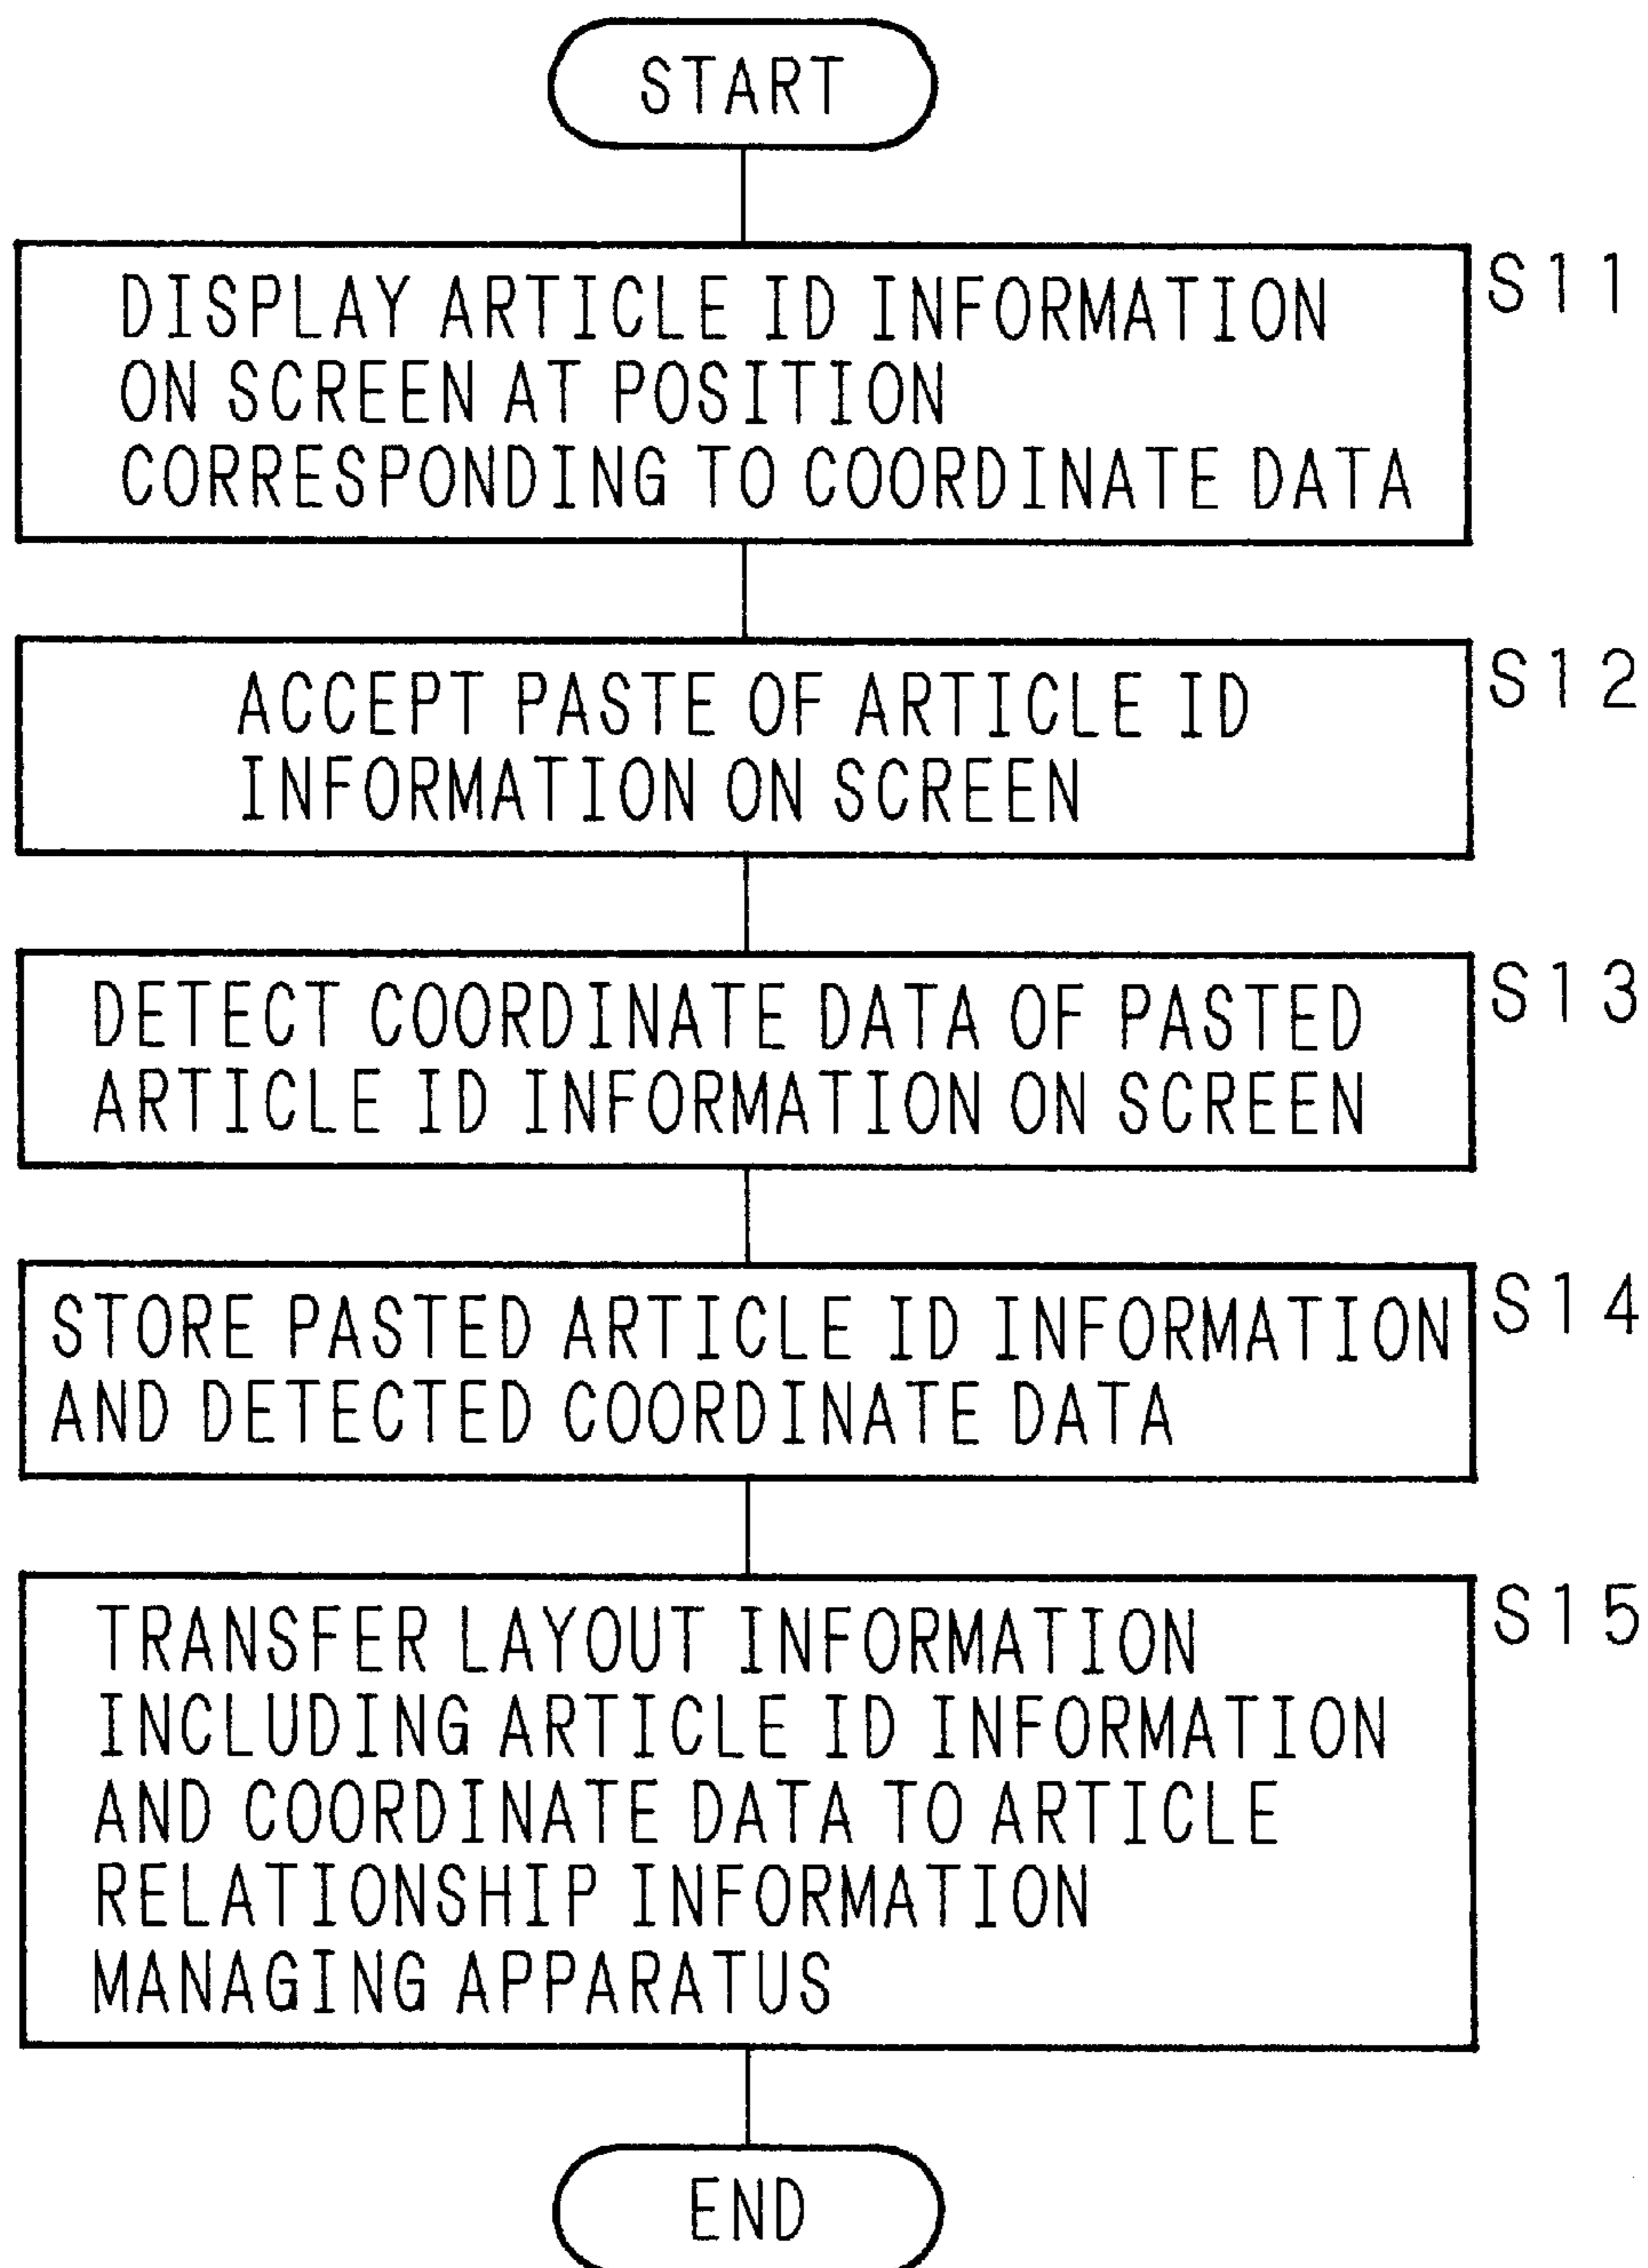 START
S11
DISPLAY ARTICLE ID INFORMATION
ON SCREEN AT POSITION
CORRESPONDING TO COORDINATE DATA
S12
ACCEPT PASTE OF ARTICLE ID
INFORMATION ON SCREEN
S13
DETECT COORDINATE DATA OF PASTED
ARTICLE ID INFORMATION ON SCREEN
S14
STORE PASTED ARTICLE ID INFORMATION
AND DETECTED COORDINATE DATA
S15
TRANSFER LAYOUT INFORMATION
INCLUDING ARTICLE ID INFORMATION
AND COORDINATE DATA TO ARTICLE
RELATIONSHIP INFORMATION
MANAGING APPARATUS
END